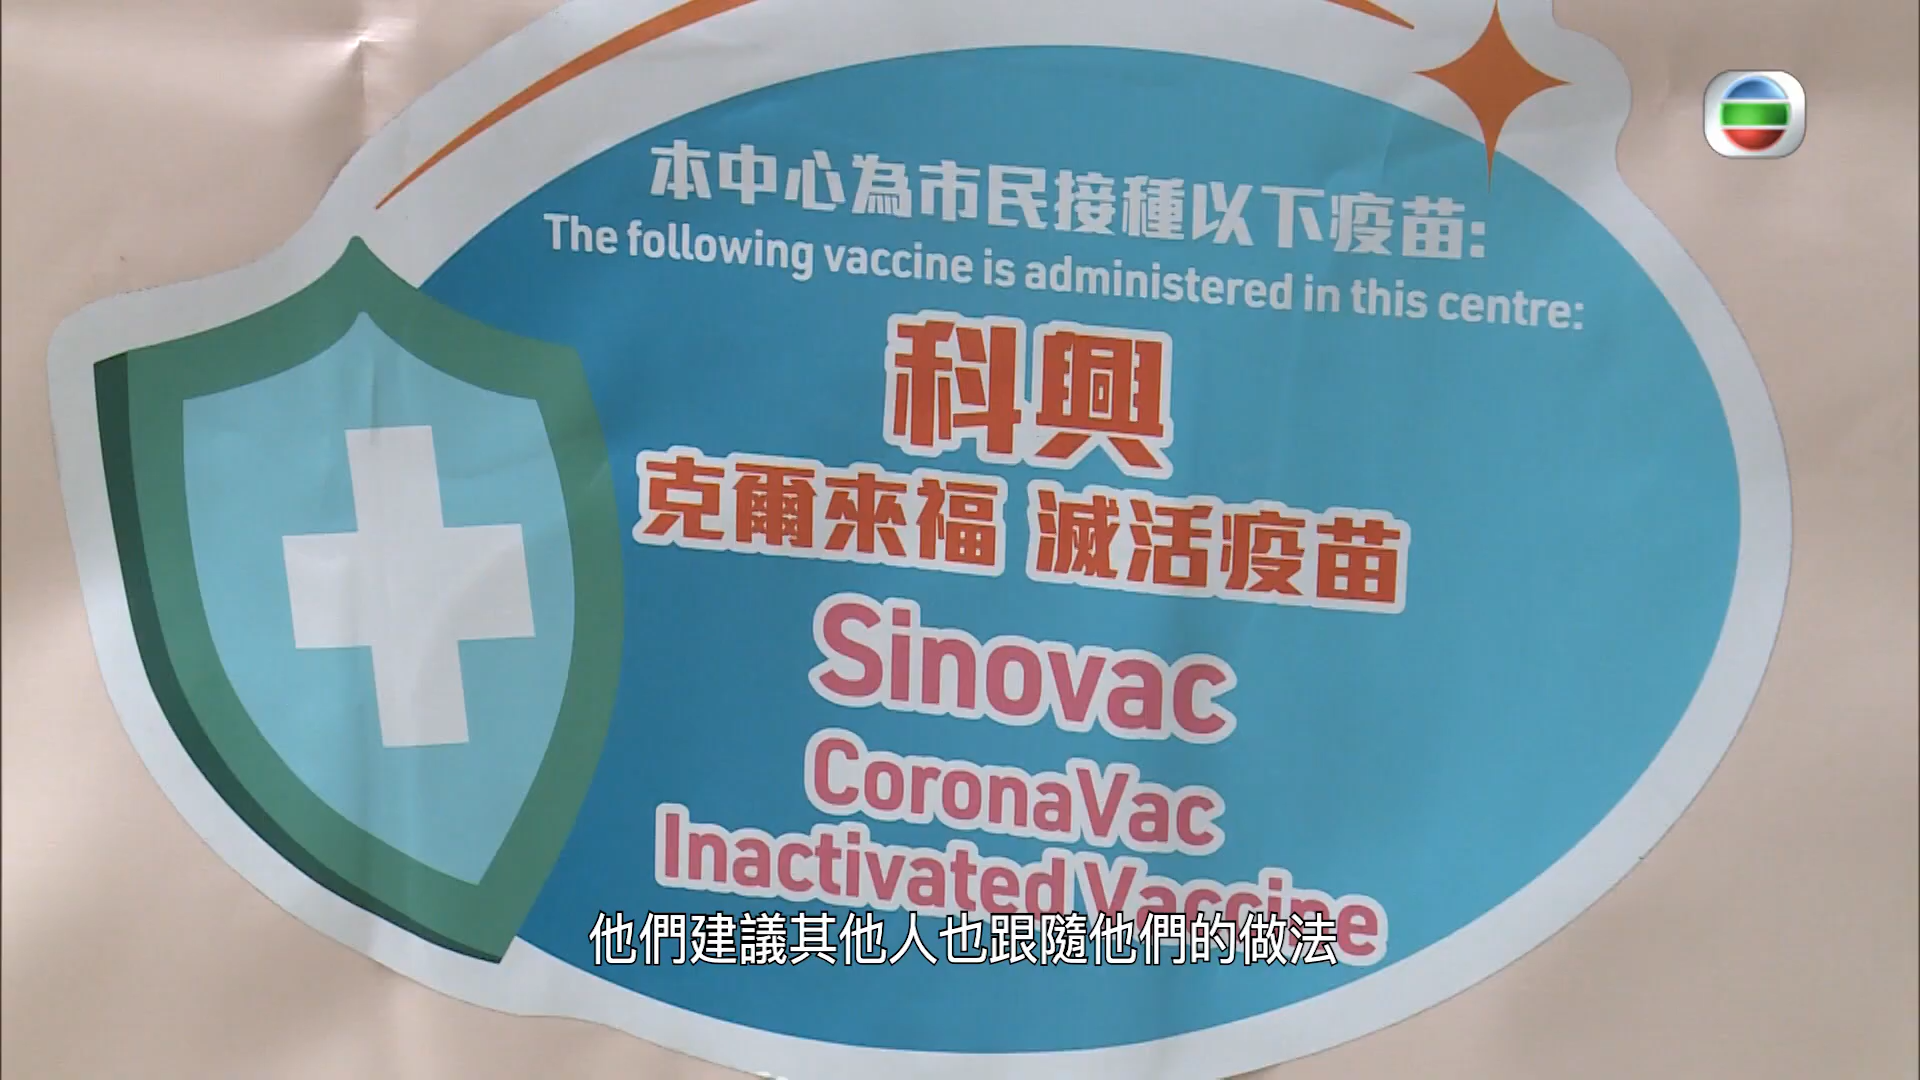 本中心為市民接種以下疫苗:
The following vaccine is administered in this centre:
科興
克爾來福 滅活疫苗
Sinovac
CoronaVac
Inactivated Vaccine
他們建議其他人也跟隨他們的做法